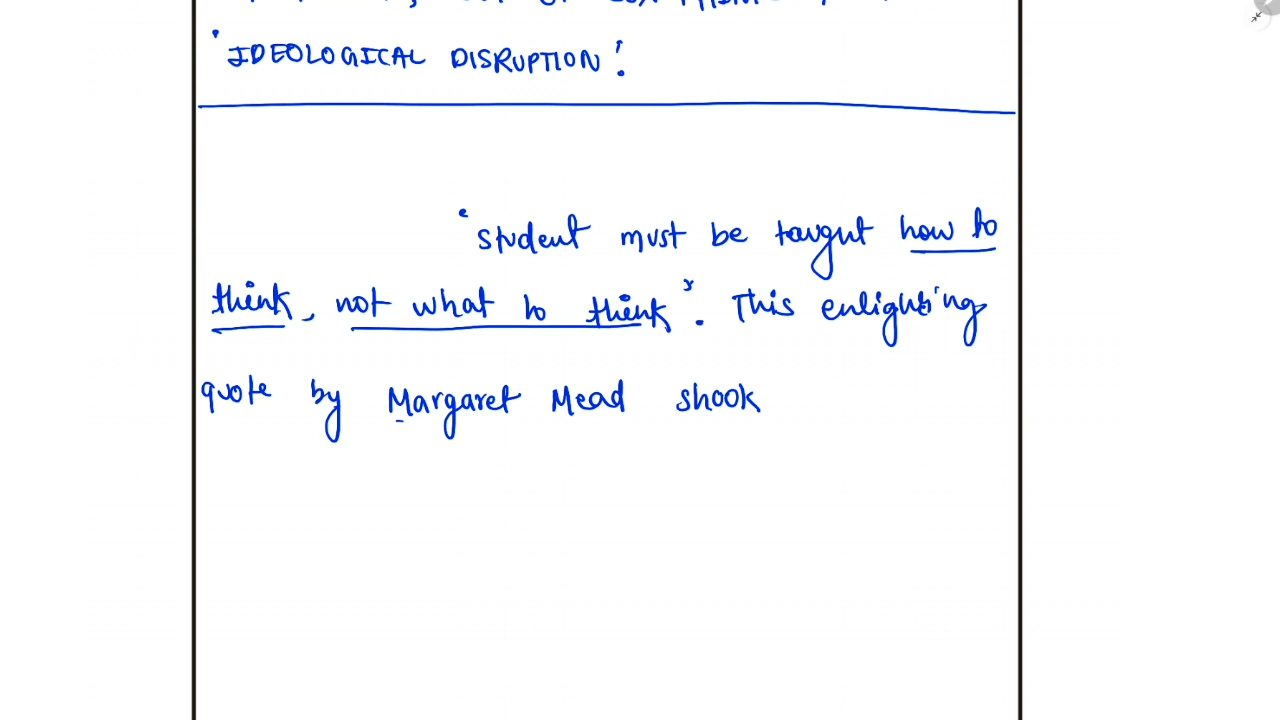 'IDEOLOGICAL DISRUPTION!
'student must be taught how to
think, not what to think'. This enlighting
quote by Margaret Mead shook